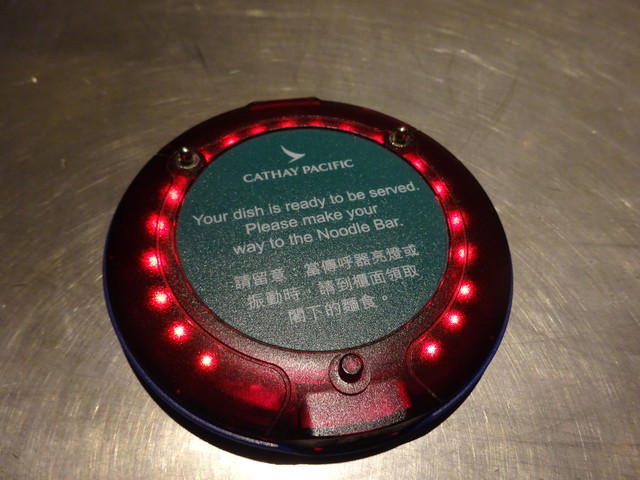 CATHAY PACIFIC
Your dish is ready to be served.
Please make your
way to the Noodle Bar.
請留意，當傳呼器亮燈或
振動時，請到檯面領取
閣下的麵食。